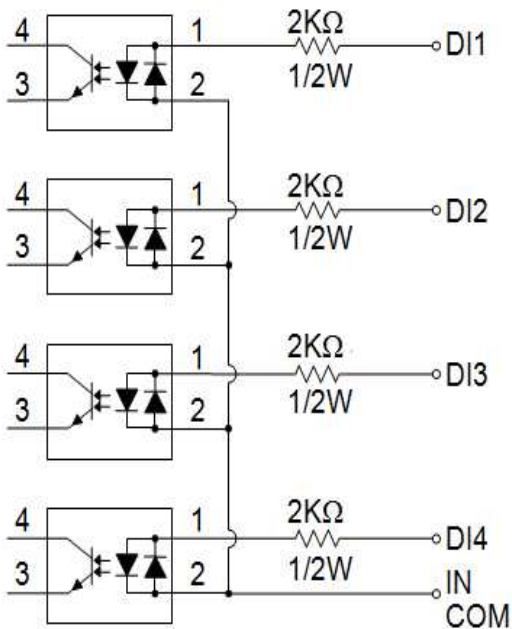 4 1 2KΩ DI1
3 2 1/2W
4 1 2KΩ DI2
3 2 1/2W
4 1 2KΩ DI3
3 2 1/2W
4 1 2KΩ DI4
3 2 1/2W IN
COM